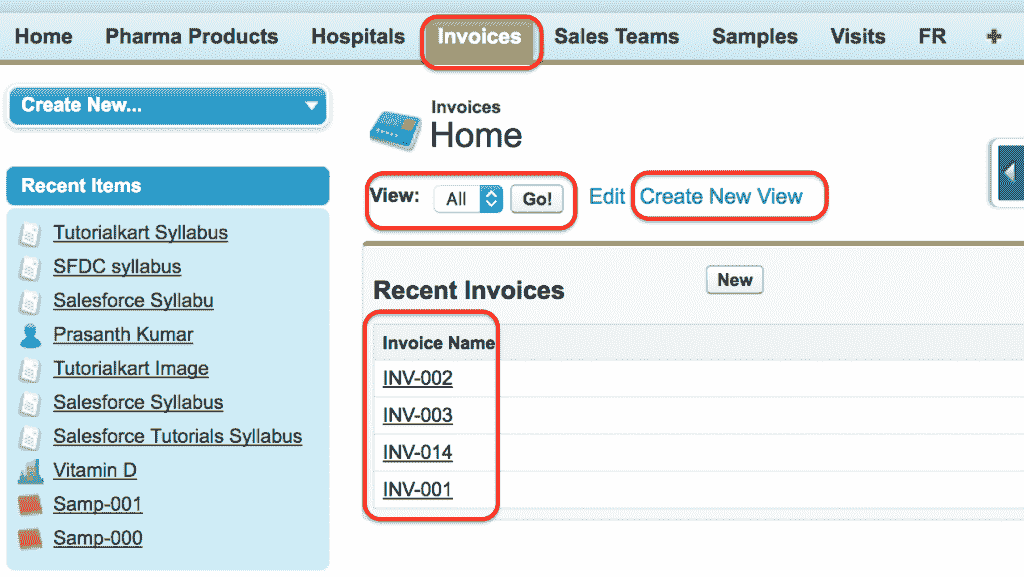 Home Pharma Products Hospitals Invoices Sales Teams Samples Visits FR
Create New...
Recent Items
Tutorialkart Syllabus
SFDC syllabus
Salesforce Syllabu
Prasanth Kumar
Tutorialkart Image
Salesforce Syllabus
Salesforce Tutorials Syllabus
Vitamin D
Samp-001
Samp-000
Invoices
Home
View: All Go! Edit Create New View
Recent Invoices New
Invoice Name
INV-002
INV-003
INV-014
INV-001